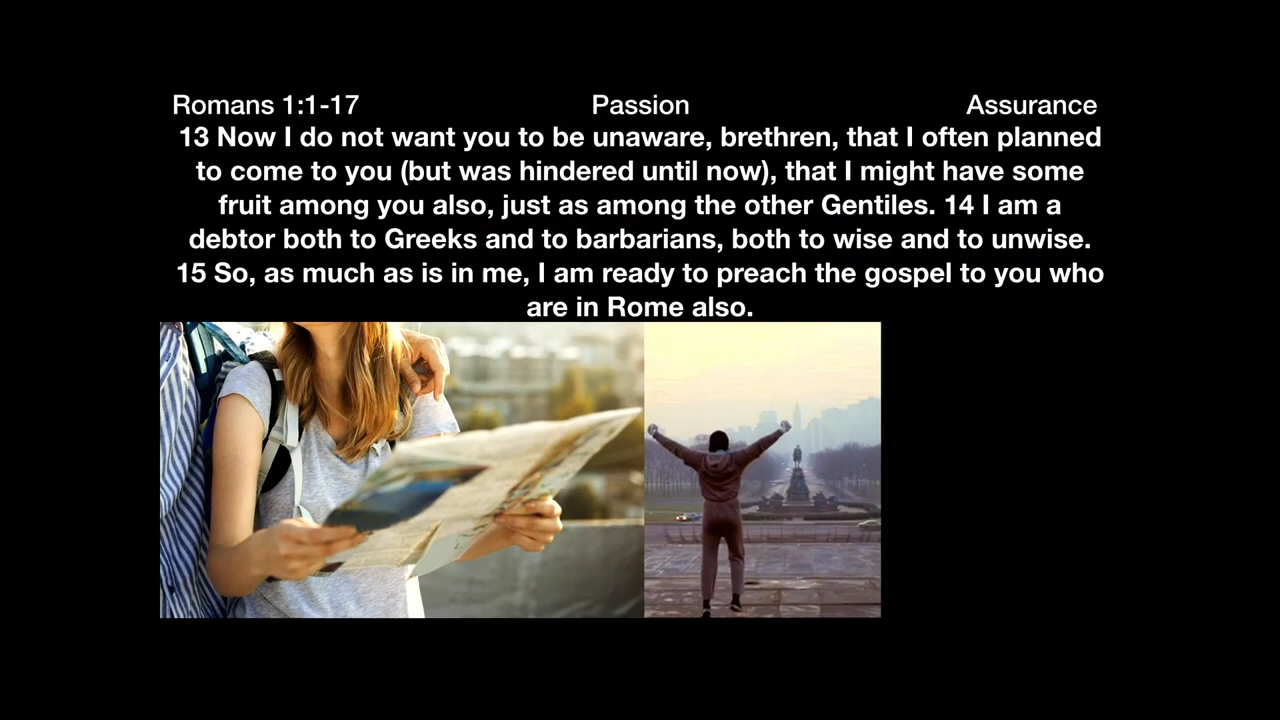 Romans 1:1-17 Passion Assurance
13 Now I do not want you to be unaware, brethren, that I often planned
to come to you (but was hindered until now), that I might have some
fruit among you also, just as among the other Gentiles. 14 I am a
debtor both to Greeks and to barbarians, both to wise and to unwise.
15 So, as much as is in me, I am ready to preach the gospel to you who
are in Rome also.